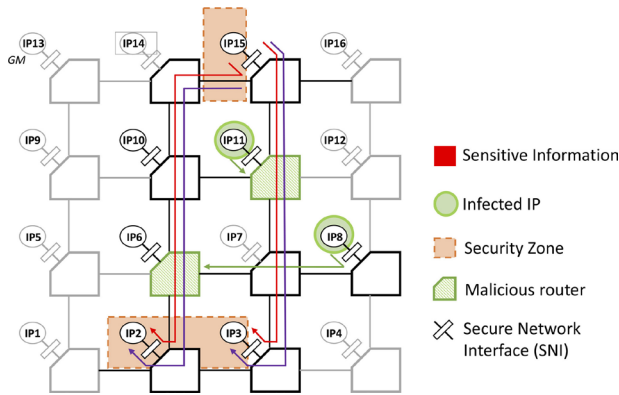 IP13
IP14
IP15
IP16
GM
IP9
IP10
IP11
IP12
IP5
IP6
IP7
IP8
IP1
IP2
IP3
IP4
Sensitive Information
Infected IP
Security Zone
Malicious router
Secure Network
Interface (SNI)